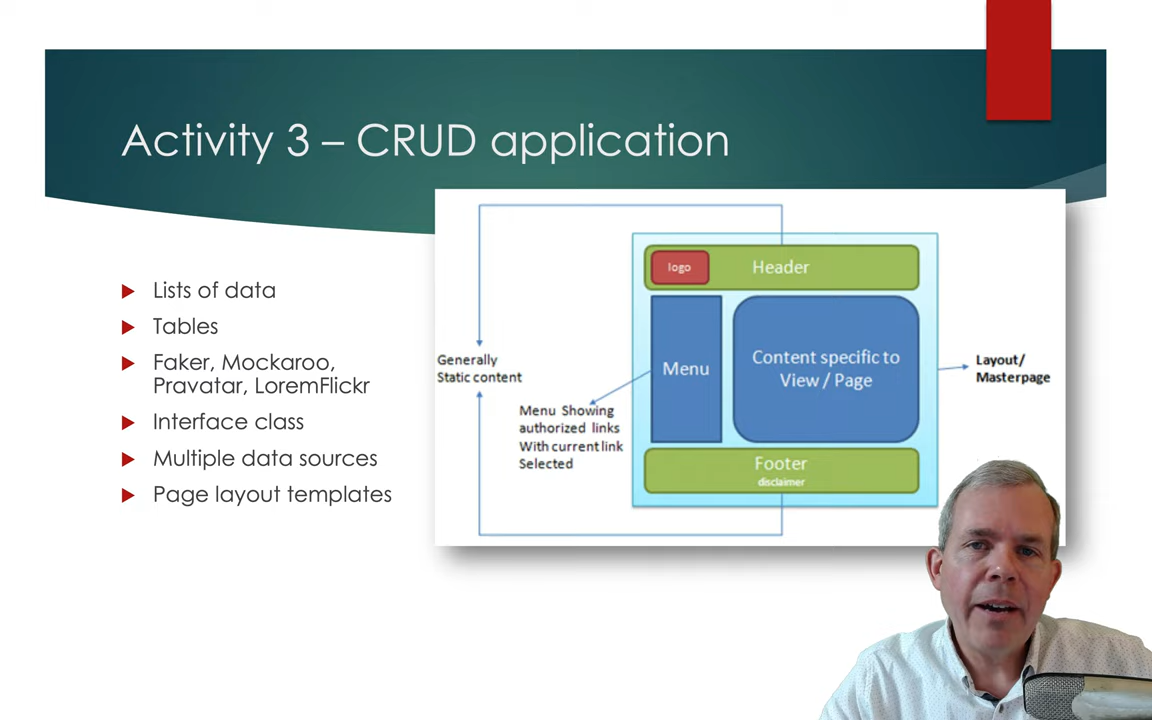 Activity 3 – CRUD application
Lists of data
Tables
Faker, Mockaroo,
Pravatar, LoremFlickr
Interface class
Multiple data sources
Page layout templates
logo
Header
Generally
Static content
Menu
Content specific to
View / Page
Layout/
Masterpage
Menu Showing
authorized links
With current link
Selected
Footer
disclaimer